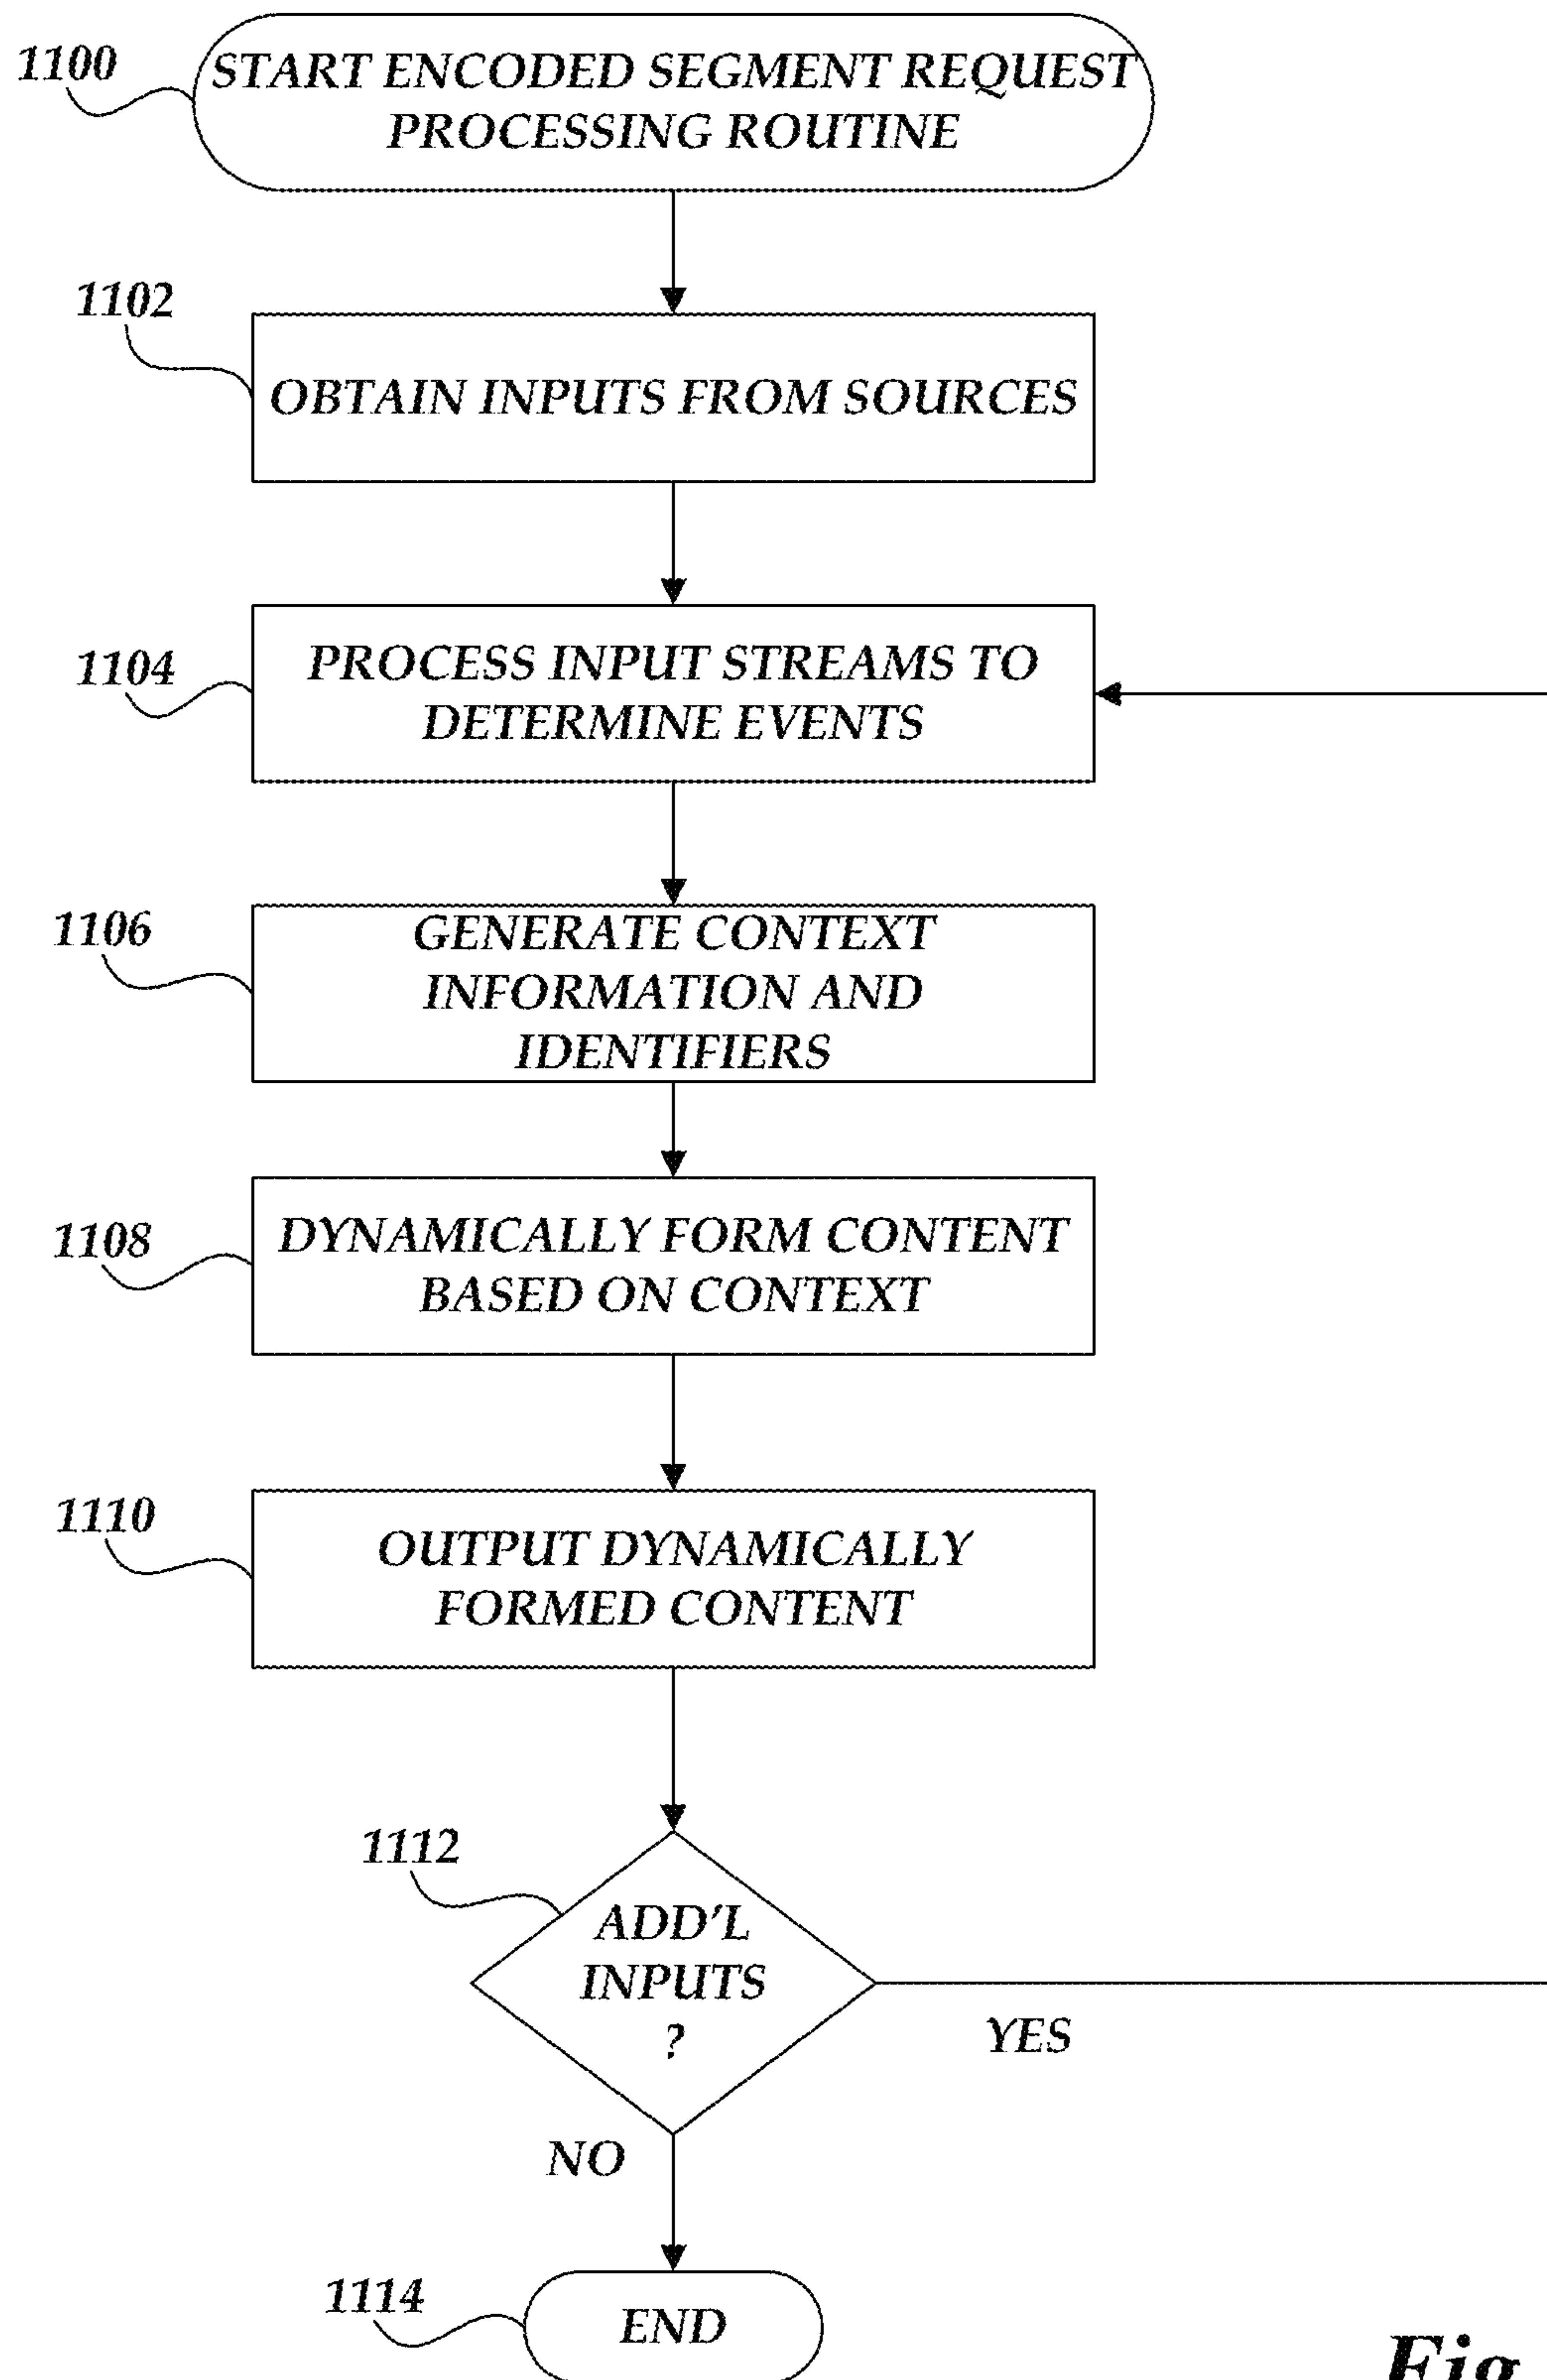 1100
START ENCODED SEGMENT REQUEST
PROCESSING ROUTINE
1102
OBTAIN INPUTS FROM SOURCES
1104
PROCESS INPUT STREAMS TO
DETERMINE EVENTS
1106
GENERATE CONTEXT
INFORMATION AND
IDENTIFIERS
1108
DYNAMICALLY FORM CONTENT
BASED ON CONTEXT
1110
OUTPUT DYNAMICALLY
FORMED CONTENT
1112
ADD'L
INPUTS
?
YES
NO
1114
END
Fig